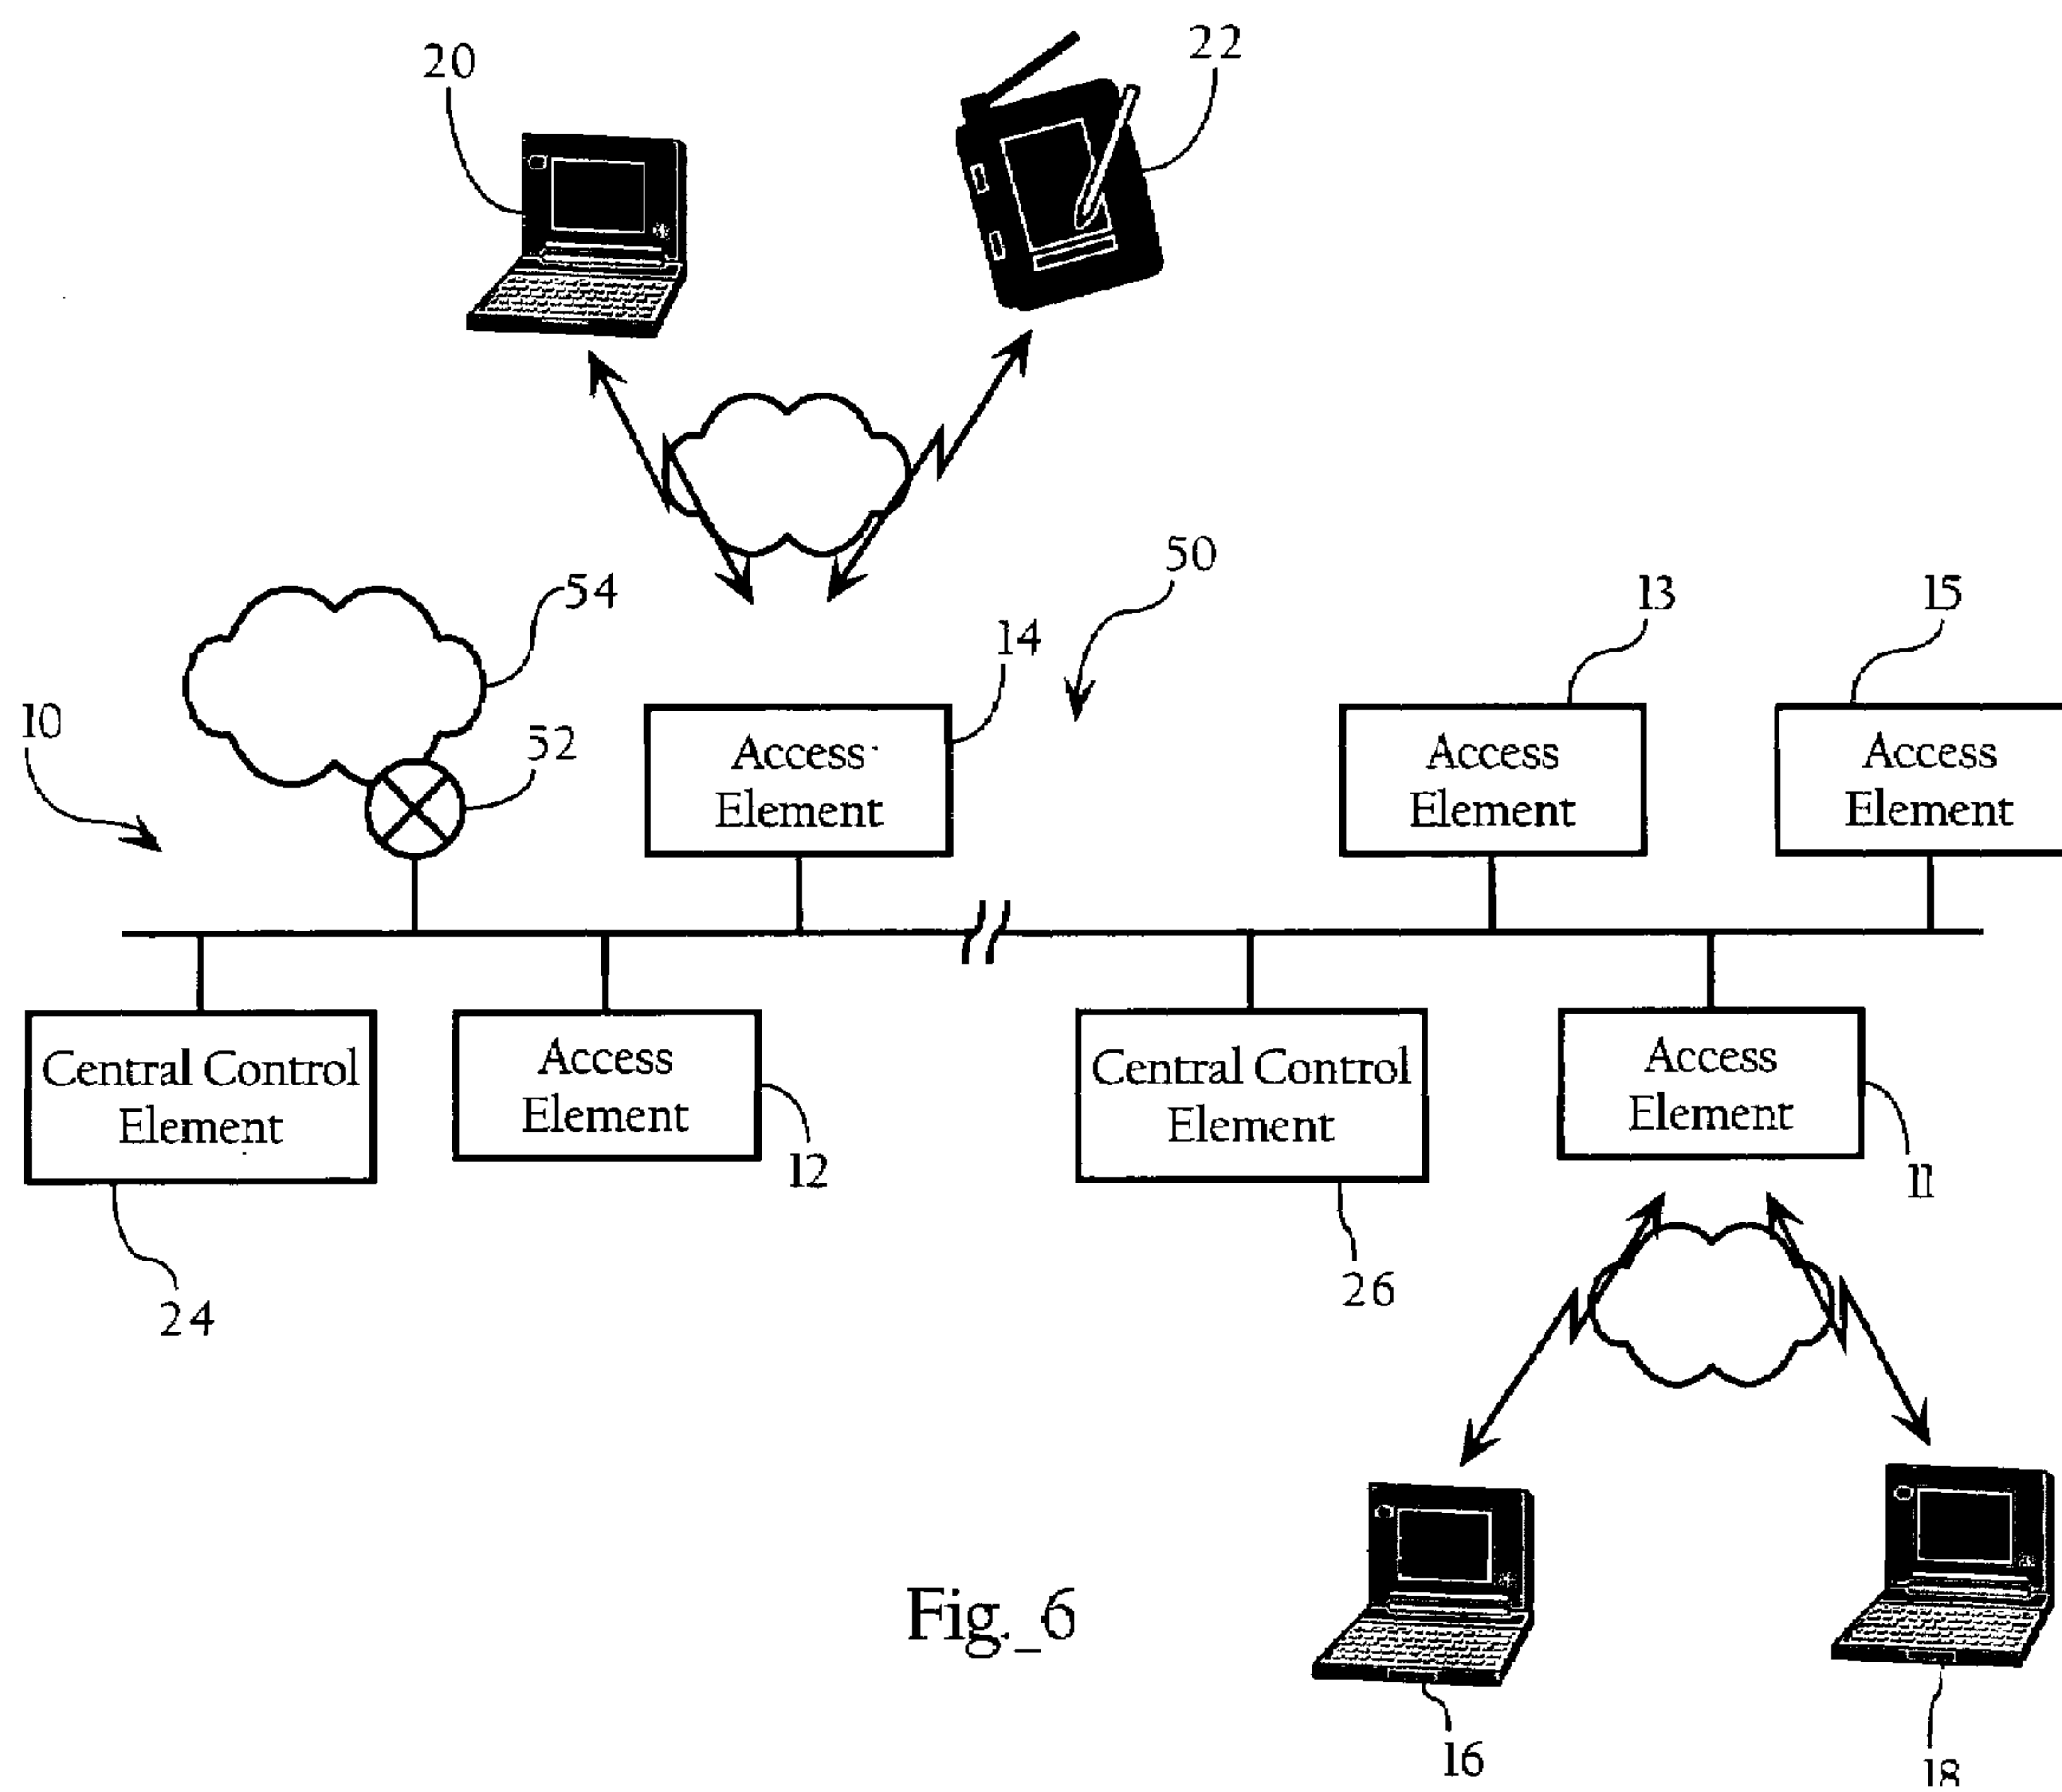 20
22
54
50
13
15
14
10
52
Access
Element
Access
Element
Access
Element
Central Control
Element
Access
Element
12
Central Control
Element
Access
Element
11
24
26
Fig._6
16
18